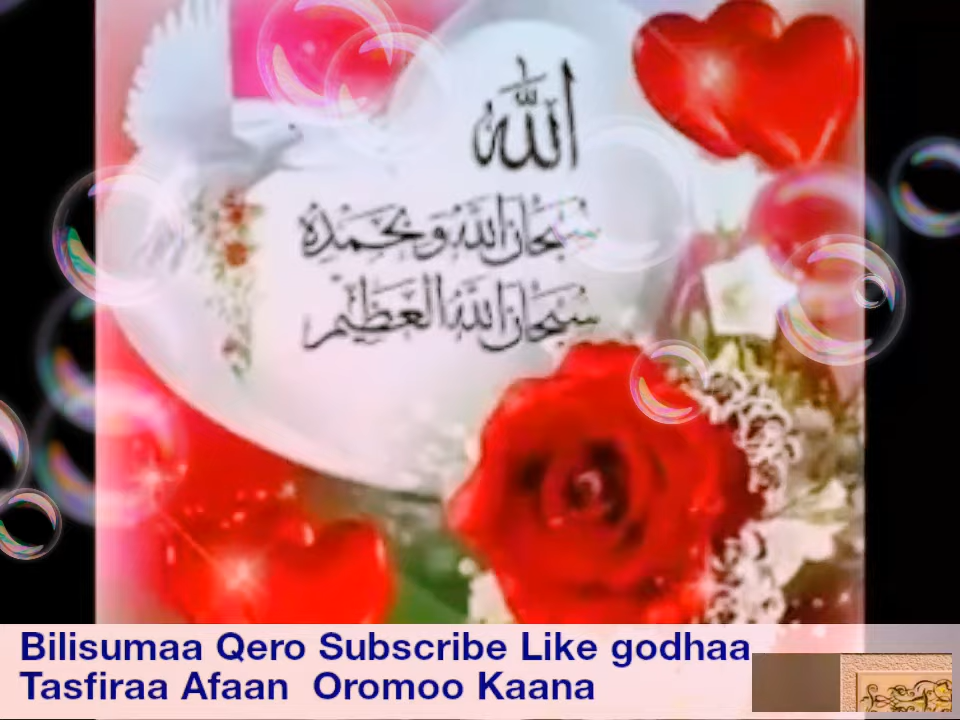 الله
سبحان الله وبحمده
سبحان الله العظيم
Bilisumaa Qero Subscribe Like godhaa
Tasfiraa Afaan Oromoo Kaana